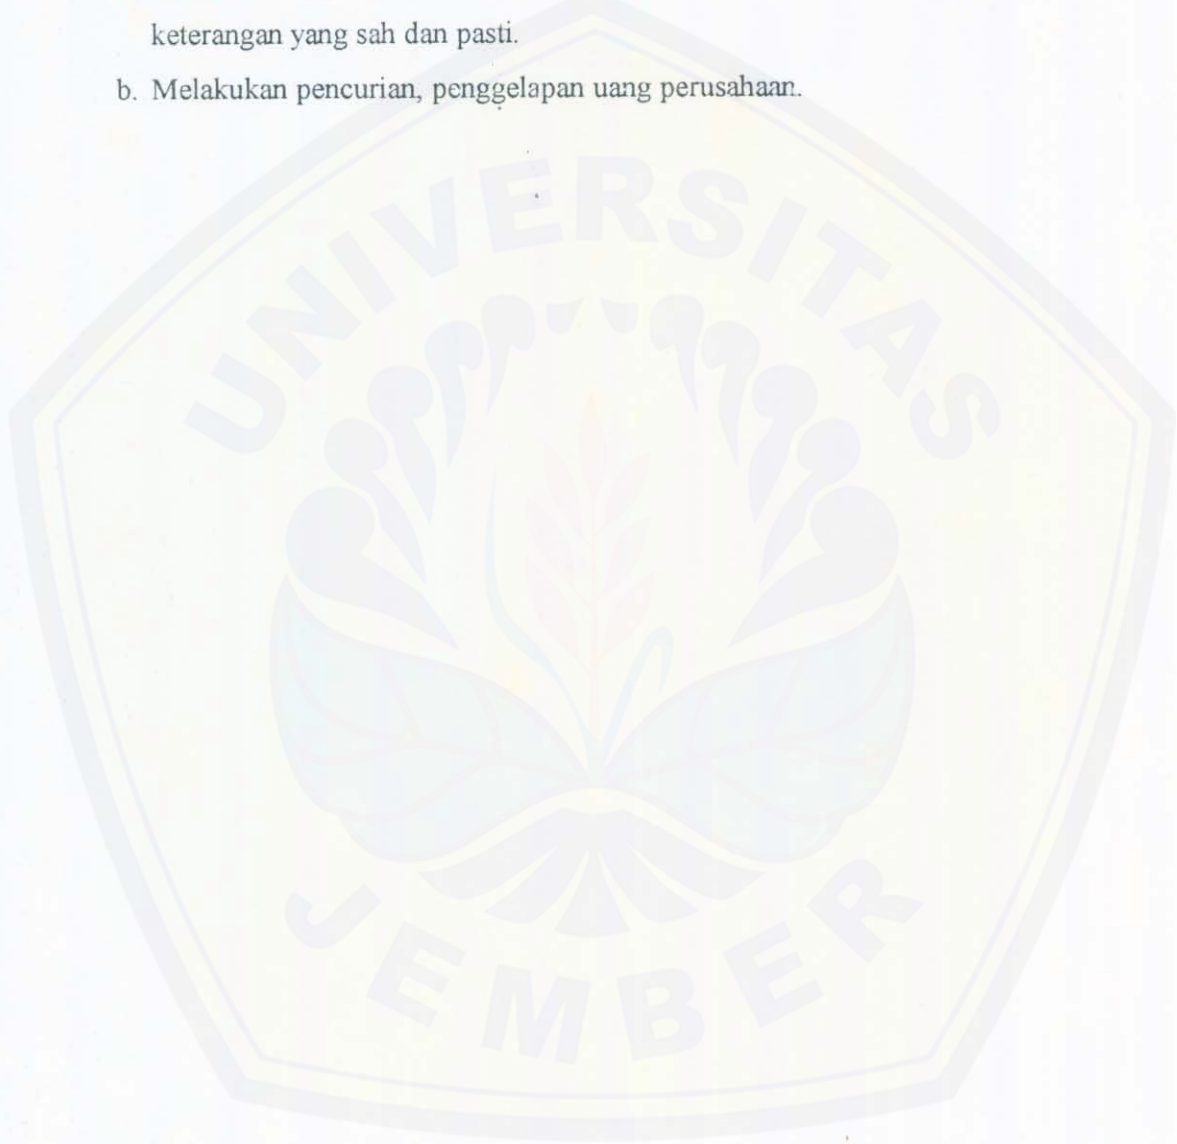 keterangan yang sah dan pasti.
b. Melakukan pencurian, penggelapan uang perusahaan.
UNIVERSITAS
JEMBER